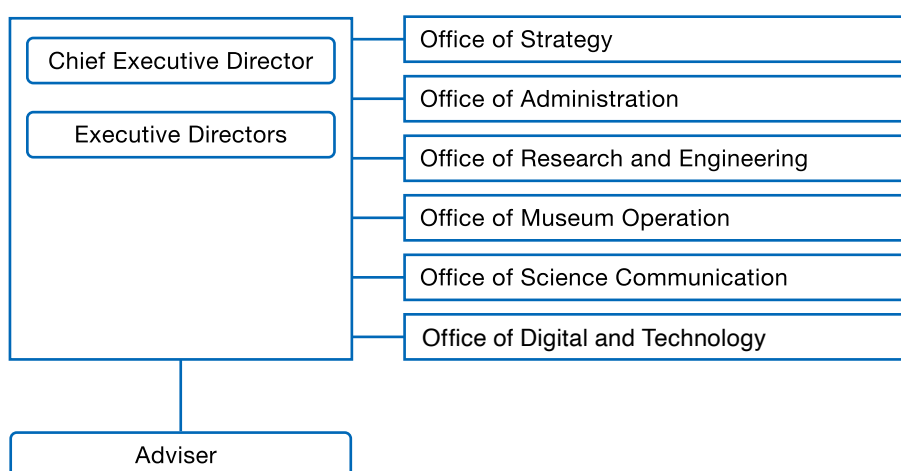 Chief Executive Director
Executive Directors
Office of Strategy
Office of Administration
Office of Research and Engineering
Office of Museum Operation
Office of Science Communication
Office of Digital and Technology
Adviser